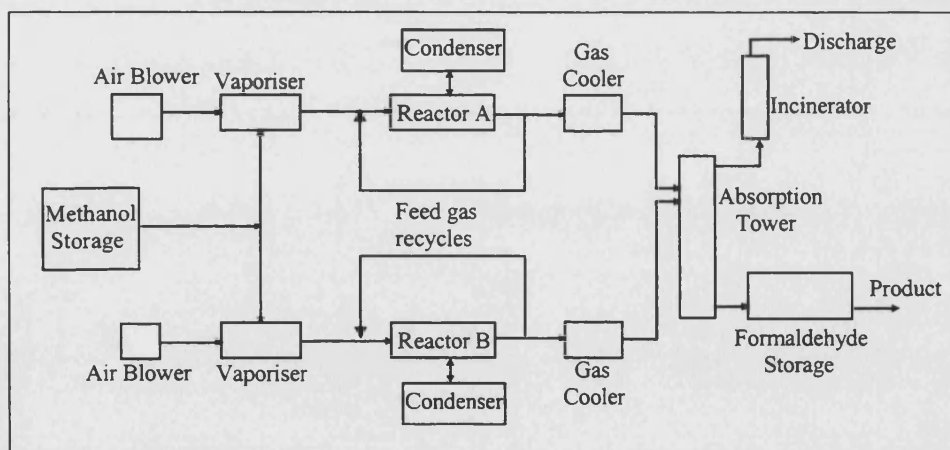 Condenser
Gas
Cooler
Discharge
Air Blower
Vaporiser
Reactor A
Incinerator
Methanol
Storage
Feed gas
recycles
Absorption
Tower
Product
Reactor B
Formaldehyde
Storage
Air Blower
Vaporiser
Condenser
Gas
Cooler